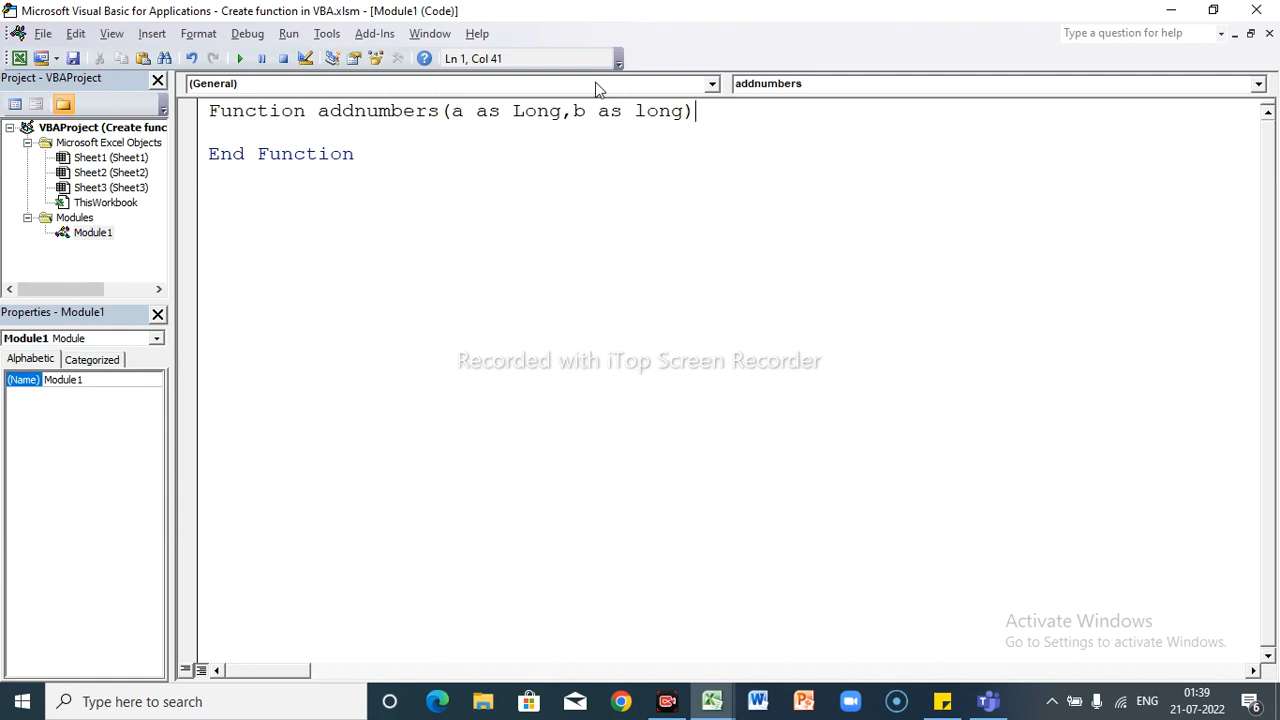 Microsoft Visual Basic for Applications - Create function in VBA.xlsm - [Module1 (Code)]
File Edit View Insert Format Debug Run Tools Add-Ins Window Help
Type a question for help
Ln 1, Col 41
Project - VBAProject
(General)
addnumbers
VBAProject (Create func
Microsoft Excel Objects
Sheet1 (Sheet1)
Sheet2 (Sheet2)
Sheet3 (Sheet3)
ThisWorkbook
Modules
Module1
Function addnumbers(a as Long,b as long)
End Function
Properties - Module1
Module1 Module
Alphabetic Categorized
(Name) Module1
Recorded with iTop Screen Recorder
Activate Windows
Go to Settings to activate Windows.
Type here to search
ENG
01:39
21-07-2022
6